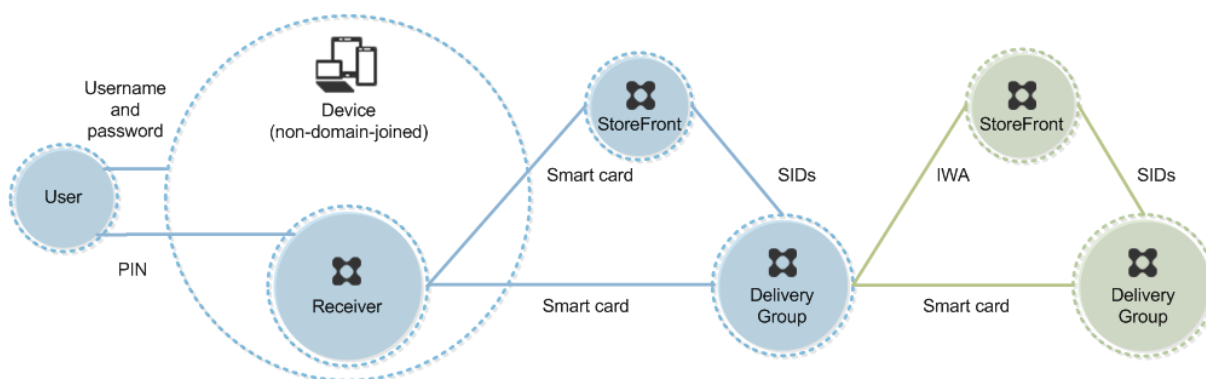 Username
and
password
User
PIN
Device
(non-domain-joined)
Receiver
StoreFront
Smart card
SIDs
Smart card
Delivery
Group
StoreFront
IWA
SIDs
Smart card
Delivery
Group